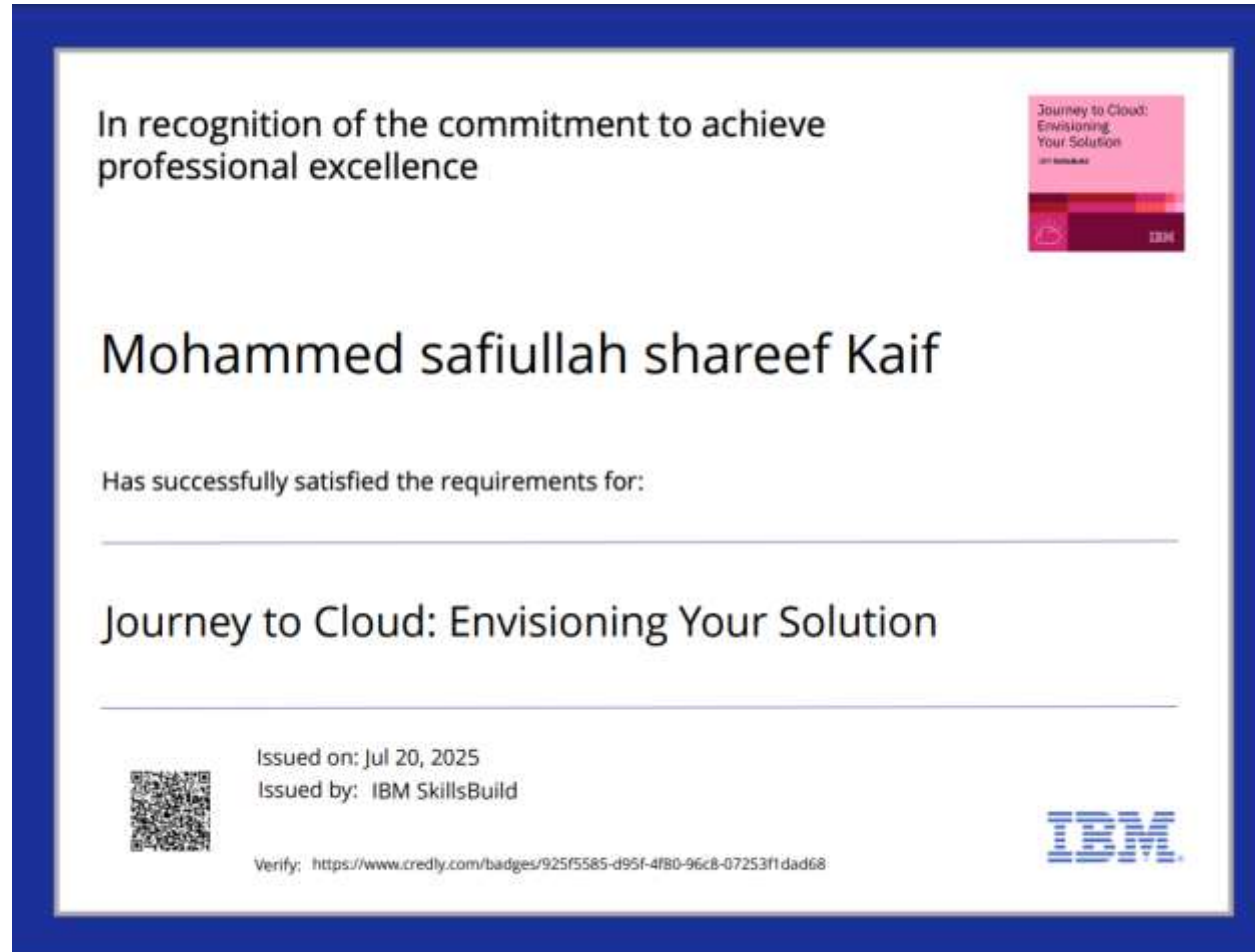 In recognition of the commitment to achieve
professional excellence
Journey to Cloud:
Envisioning
Your Solution
IBM SkillsBuild
IBM
Mohammed safiullah shareef Kaif
Has successfully satisfied the requirements for:
Journey to Cloud: Envisioning Your Solution
Issued on: Jul 20, 2025
Issued by: IBM SkillsBuild
Verify: https://www.credly.com/badges/925f5585-d95f-4f80-96c8-07253f1dad68
IBM